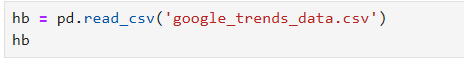 hb = pd.read_csv('google_trends_data.csv')
hb